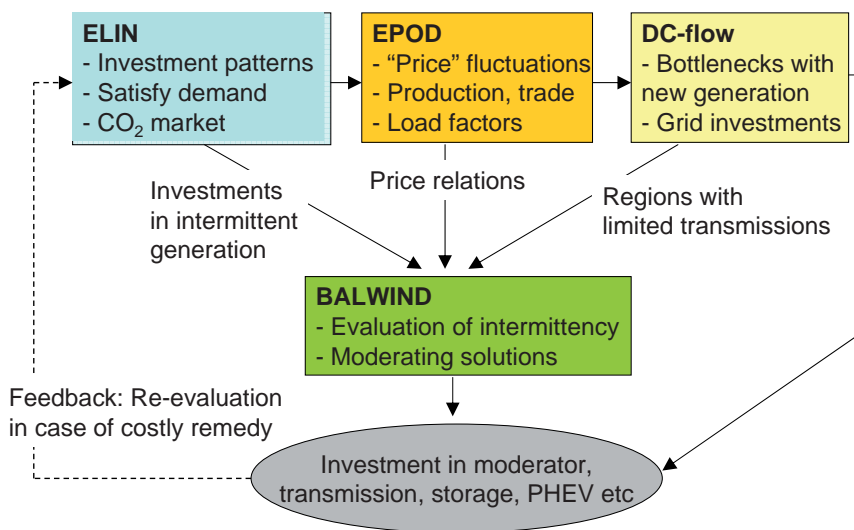 ELIN
- Investment patterns
- Satisfy demand
- CO₂ market
EPOD
- “Price” fluctuations
- Production, trade
- Load factors
DC-flow
- Bottlenecks with
new generation
- Grid investments
Investments
in intermittent
generation
Price relations
Regions with
limited transmissions
BALWIND
- Evaluation of intermittency
- Moderating solutions
Feedback: Re-evaluation
in case of costly remedy
Investment in moderator,
transmission, storage, PHEV etc